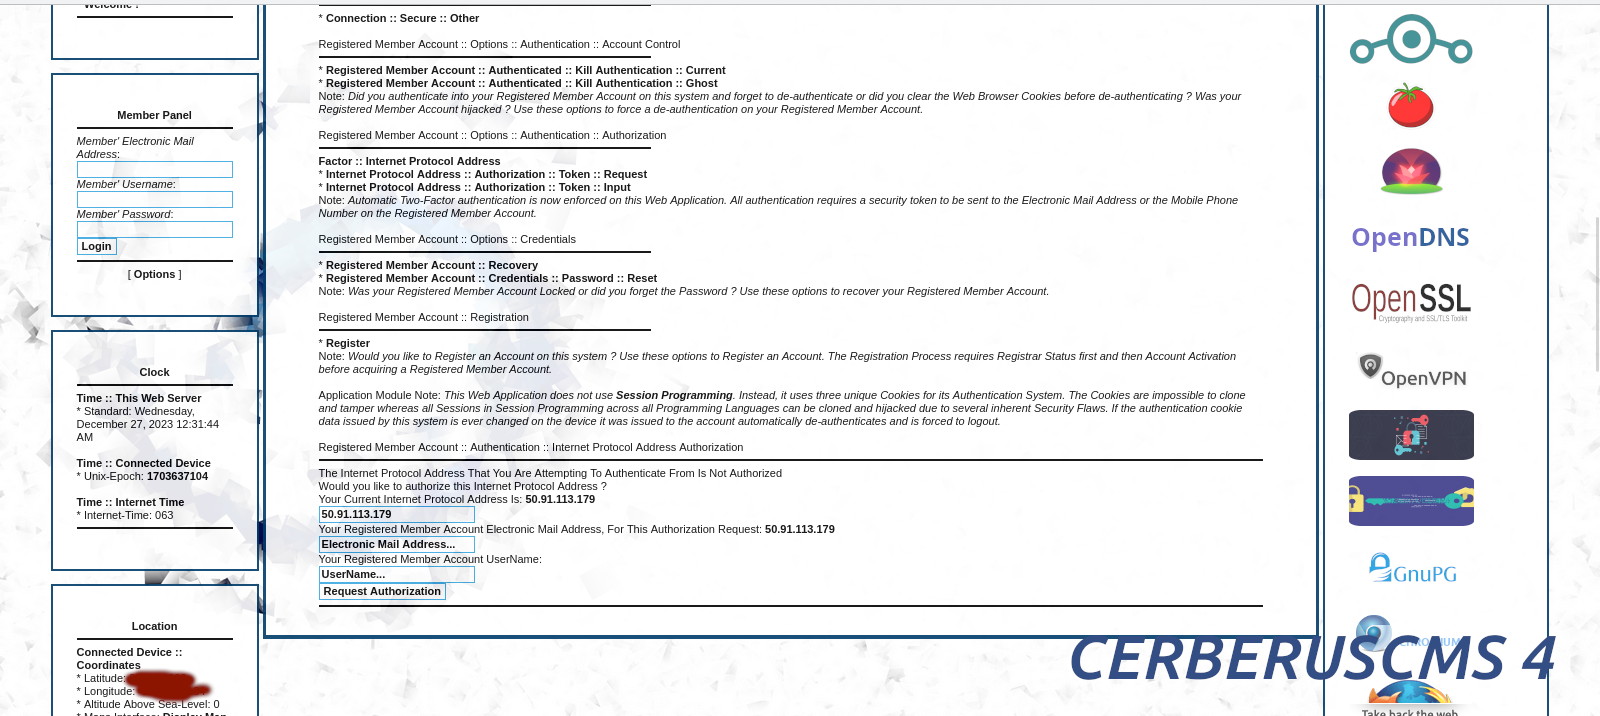 Welcome !
Member Panel
Member' Electronic Mail
Address:
Member' Username:
Member' Password:
Login
[ Options ]
Clock
Time :: This Web Server
* Standard: Wednesday,
December 27, 2023 12:31:44
AM
Time :: Connected Device
* Unix-Epoch: 1703637104
Time :: Internet Time
* Internet-Time: 063
Location
Connected Device ::
Coordinates
* Latitude:
* Longitude:
* Altitude Above Sea-Level: 0
* Maps Interface: Display Map
* Connection :: Secure :: Other
Registered Member Account :: Options :: Authentication :: Account Control
* Registered Member Account :: Authenticated :: Kill Authentication :: Current
* Registered Member Account :: Authenticated :: Kill Authentication :: Ghost
Note: Did you authenticate into your Registered Member Account on this system and forget to de-authenticate or did you clear the Web Browser Cookies before de-authenticating ? Was your
Registered Member Account hijacked ? Use these options to force a de-authentication on your Registered Member Account.
Registered Member Account :: Options :: Authentication :: Authorization
Factor :: Internet Protocol Address
* Internet Protocol Address :: Authorization :: Token :: Request
* Internet Protocol Address :: Authorization :: Token :: Input
Note: Automatic Two-Factor authentication is now enforced on this Web Application. All authentication requires a security token to be sent to the Electronic Mail Address or the Mobile Phone
Number on the Registered Member Account.
Registered Member Account :: Options :: Credentials
* Registered Member Account :: Recovery
* Registered Member Account :: Credentials :: Password :: Reset
Note: Was your Registered Member Account Locked or did you forget the Password ? Use these options to recover your Registered Member Account.
Registered Member Account :: Registration
* Register
Note: Would you like to Register an Account on this system ? Use these options to Register an Account. The Registration Process requires Registrar Status first and then Account Activation
before acquiring a Registered Member Account.
Application Module Note: This Web Application does not use Session Programming. Instead, it uses three unique Cookies for its Authentication System. The Cookies are impossible to clone
and tamper whereas all Sessions in Session Programming across all Programming Languages can be cloned and hijacked due to several inherent Security Flaws. If the authentication cookie
data issued by this system is ever changed on the device it was issued to the account automatically de-authenticates and is forced to logout.
Registered Member Account :: Authentication :: Internet Protocol Address Authorization
The Internet Protocol Address That You Are Attempting To Authenticate From Is Not Authorized
Would you like to authorize this Internet Protocol Address ?
Your Current Internet Protocol Address Is: 50.91.113.179
50.91.113.179
Your Registered Member Account Electronic Mail Address, For This Authorization Request: 50.91.113.179
Electronic Mail Address...
Your Registered Member Account UserName:
UserName...
Request Authorization
OpenDNS
OpenSSL
Cryptography and SSL/TLS Toolkit
OpenVPN
GnuPG
CHROMIUM
CERBERUSCMS 4
Take back the web